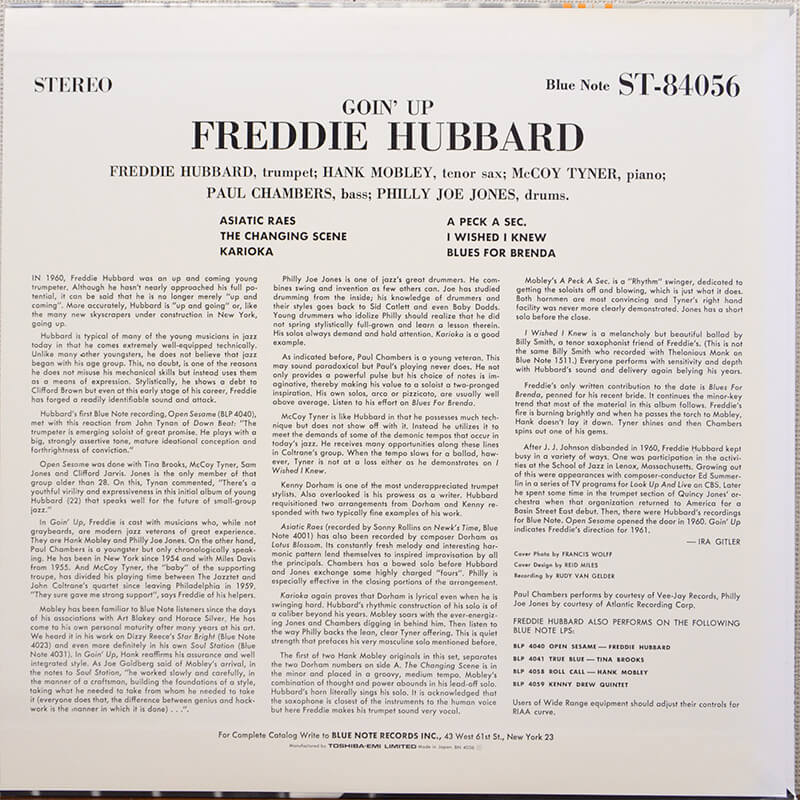 STEREO
Blue Note ST-84056
GOIN' UP
FREDDIE HUBBARD
FREDDIE HUBBARD, trumpet; HANK MOBLEY, tenor sax; McCOY TYNER, piano;
PAUL CHAMBERS, bass; PHILLY JOE JONES, drums.
ASIATIC RAES
THE CHANGING SCENE
KARIOKA
A PECK A SEC.
I WISHED I KNEW
BLUES FOR BRENDA
IN 1960, Freddie Hubbard was an up and coming young
trumpeter. Although he hasn't nearly approached his full po-
tential, it can be said that he is no longer merely "up and
coming". More accurately, Hubbard is "up and going" or, like
the many new skyscrapers under construction in New York,
going up.
Hubbard is typical of many of the young musicians in jazz
today in that he comes extremely well-equipped technically.
Unlike many other youngsters, he does not believe that jazz
began with his age group. This, no doubt, is one of the reasons
he does not misuse his mechanical skills but instead uses them
as a means of expression. Stylistically, he shows a debt to
Clifford Brown but even at this early stage of his career, Freddie
has forged a readily identifiable sound and attack.
Hubbard's first Blue Note recording, Open Sesame (BLP 4040),
met with this reaction from John Tynan of Down Beat: "The
trumpeter is emerging soloist of great promise. He plays with a
big, strongly assertive tone, mature ideational conception and
forthrightness of conviction."
Open Sesame was done with Tina Brooks, McCoy Tyner, Sam
Jones and Clifford Jarvis. Jones is the only member of that
group older than 28. On this, Tynan commented, "There's a
youthful virility and expressiveness in this initial album of young
Hubbard (22) that speaks well for the future of small-group
jazz."
In Goin' Up, Freddie is cast with musicians who, while not
graybeards, are modern jazz veterans of great experience.
They are Hank Mobley and Philly Joe Jones. On the other hand,
Paul Chambers is a youngster but only chronologically speak-
ing. He has been in New York since 1954 and with Miles Davis
from 1955. And McCoy Tyner, the "baby" of the supporting
troupe, has divided his playing time between The Jazztet and
John Coltrane's quartet since leaving Philadelphia in 1959.
"They sure gave me strong support", says Freddie of his helpers.
Mobley has been familiar to Blue Note listeners since the days
of his associations with Art Blakey and Horace Silver. He has
come to his own personal maturity after many years at his art.
We heard it in his work on Dizzy Reece's Star Bright (Blue Note
4023) and even more definitely in his own Soul Station (Blue
Note 4031). In Goin' Up, Hank reaffirms his assurance and well
integrated style. As Joe Goldberg said of Mobley's arrival, in
the notes to Soul Station, "he worked slowly and carefully, in
the manner of a craftsman, building the foundations of a style,
taking what he needed to take from whom he needed to take
it (everyone does that, the difference between genius and hack-
work is the manner in which it is done) . . .".
Philly Joe Jones is one of jazz's great drummers. He com-
bines swing and invention as few others can. Joe has studied
drumming from the inside; his knowledge of drummers and
their styles goes back to Sid Catlett and even Baby Dodds.
Young drummers who idolize Philly should realize that he did
not spring stylistically full-grown and learn a lesson therein.
His solos always demand and hold attention. Karioka is a good
example.
As indicated before, Paul Chambers is a young veteran. This
may sound paradoxical but Paul's playing never does. He not
only provides a powerful pulse but his choice of notes is im-
aginative, thereby making his value to a soloist a two-pronged
inspiration. His own solos, arco or pizzicato, are usually well
above average. Listen to his effort on Blues For Brenda.
McCoy Tyner is like Hubbard in that he possesses much tech-
nique but does not show off with it. Instead he utilizes it to
meet the demands of some of the demonic tempos that occur in
today's jazz. He receives many opportunities along these lines in
Coltrane's group. When the tempo slows for a ballad, how-
ever, Tyner is not at a loss either as he demonstrates on I
Wished I Knew.
Kenny Dorham is one of the most underappreciated trumpet
stylists. Also overlooked is his prowess as a writer. Hubbard
requisitioned two arrangements from Dorham and Kenny re-
sponded with two typically fine examples of his work.
Asiatic Raes (recorded by Sonny Rollins on Newk's Time, Blue
Note 4001) has also been recorded by composer Dorham as
Lotus Blossom. Its constantly fresh melody and interesting har-
monic pattern lend themselves to inspired improvisation by all
the principals. Chambers has a bowed solo before Hubbard
and Jones exchange some highly charged "fours". Philly is
especially effective in the closing portions of the arrangement.
Karioka again proves that Dorham is lyrical even when he is
swinging hard. Hubbard's rhythmic construction of his solo is of
a caliber beyond his years. Mobley soars with the ever-energiz-
ing Jones and Chambers digging in behind him. Then listen to
the way Philly backs the lean, clear Tyner offering. This is quiet
strength that prefaces his very masculine solo mentioned before.
The first of two Hank Mobley originals in this set, separates
the two Dorham numbers on side A. The Changing Scene is in
the minor and placed in a groovy, medium tempo. Mobley's
combination of thought and power abounds in his lead-off solo.
Hubbard's horn literally sings his solo. It is acknowledged that
the saxophone is closest of the instruments to the human voice
but here Freddie makes his trumpet sound very vocal.
Mobley's A Peck A Sec. is a "Rhythm" swinger, dedicated to
getting the soloists off and blowing, which is just what it does.
Both hornmen are most convincing and Tyner's right hand
facility was never more clearly demonstrated. Jones has a short
solo before the close.
I Wished I Knew is a melancholy but beautiful ballad by
Billy Smith, a tenor saxophonist friend of Freddie's. (This is not
the same Billy Smith who recorded with Thelonious Monk on
Blue Note 1511.) Everyone performs with sensitivity and depth
with Hubbard's sound and delivery again belying his years.
Freddie's only written contribution to the date is Blues For
Brenda, penned for his recent bride. It continues the minor-key
trend that most of the material in this album follows. Freddie's
fire is burning brightly and when he passes the torch to Mobley,
Hank doesn't lay it down. Tyner shines and then Chambers
spins out one of his gems.
After J. J. Johnson disbanded in 1960, Freddie Hubbard kept
busy in a variety of ways. One was participation in the activi-
ties at the School of Jazz in Lenox, Massachusetts. Growing out
of this were appearances with composer-conductor Ed Summer-
lin in a series of TV programs for Look Up And Live on CBS. Later
he spent some time in the trumpet section of Quincy Jones' or-
chestra when that organization returned to America for a
Basin Street East debut. Then, there were Hubbard's recordings
for Blue Note. Open Sesame opened the door in 1960. Goin' Up
indicates Freddie's direction for 1961.
— IRA GITLER
Cover Photo by FRANCIS WOLFF
Cover Design by REID MILES
Recording by RUDY VAN GELDER
Paul Chambers performs by courtesy of Vee-Jay Records, Philly
Joe Jones by courtesy of Atlantic Recording Corp.
FREDDIE HUBBARD ALSO PERFORMS ON THE FOLLOWING
BLUE NOTE LPS:
BLP 4040 OPEN SESAME — FREDDIE HUBBARD
BLP 4041 TRUE BLUE — TINA BROOKS
BLP 4058 ROLL CALL — HANK MOBLEY
BLP 4059 KENNY DREW QUINTET
Users of Wide Range equipment should adjust their controls for
RIAA curve.
For Complete Catalog Write to BLUE NOTE RECORDS INC., 43 West 61st St., New York 23
Manufactured by TOSHIBA-EMI LIMITED Made in Japan. BN 4056